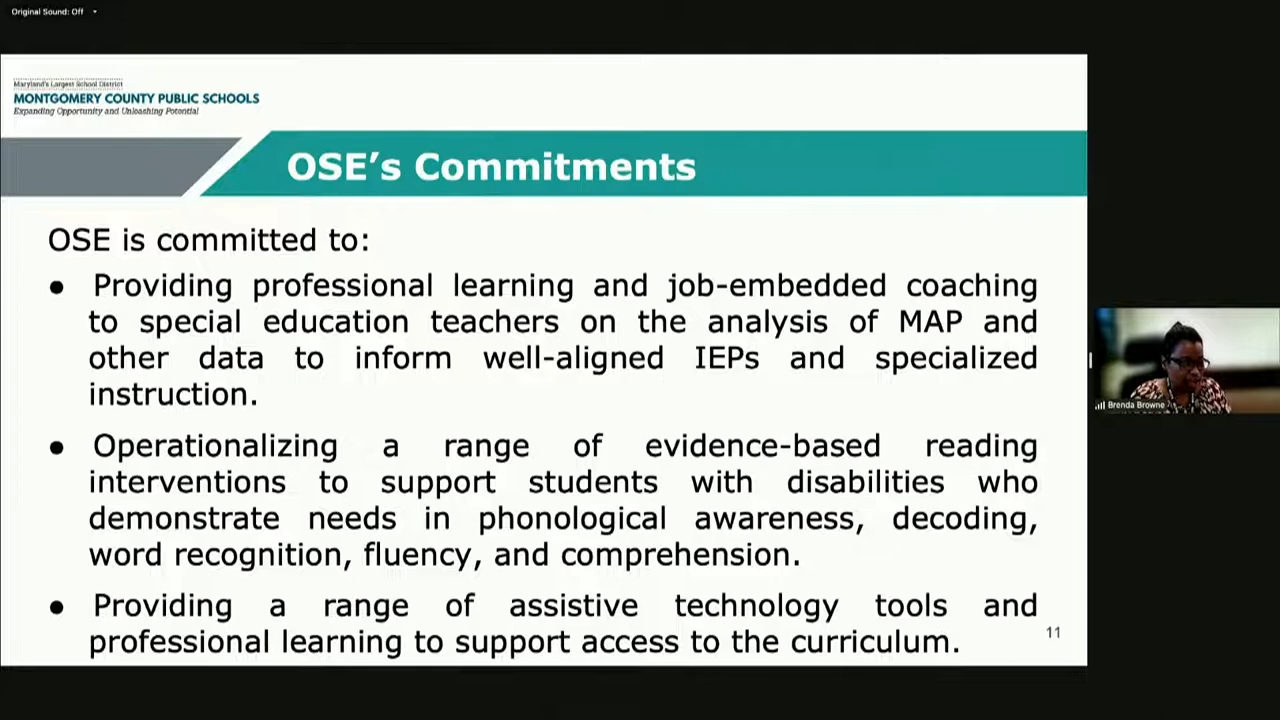 Original Sound: Off
Maryland's Largest School District
MONTGOMERY COUNTY PUBLIC SCHOOLS
Expanding Opportunity and Unleashing Potential
OSE's Commitments
OSE is committed to:
● Providing professional learning and job-embedded coaching
to special education teachers on the analysis of MAP and
other data to inform well-aligned IEPs and specialized
instruction.
● Operationalizing a range of evidence-based reading
interventions to support students with disabilities who
demonstrate needs in phonological awareness, decoding,
word recognition, fluency, and comprehension.
● Providing a range of assistive technology tools and
professional learning to support access to the curriculum.
11
Brenda Browne